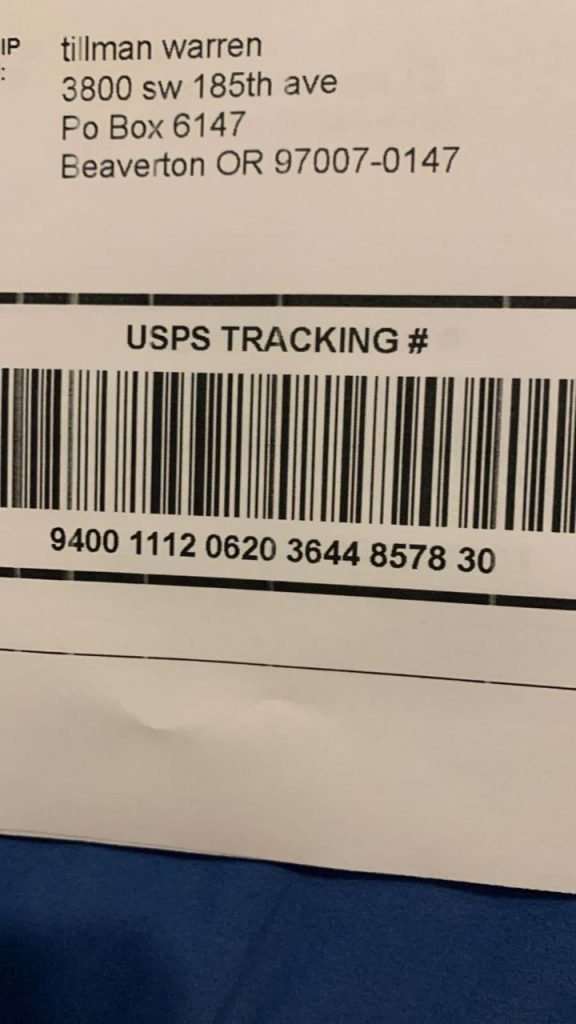 IP
:
tillman warren
3800 sw 185th ave
Po Box 6147
Beaverton OR 97007-0147
USPS TRACKING #
9400 1112 0620 3644 8578 30